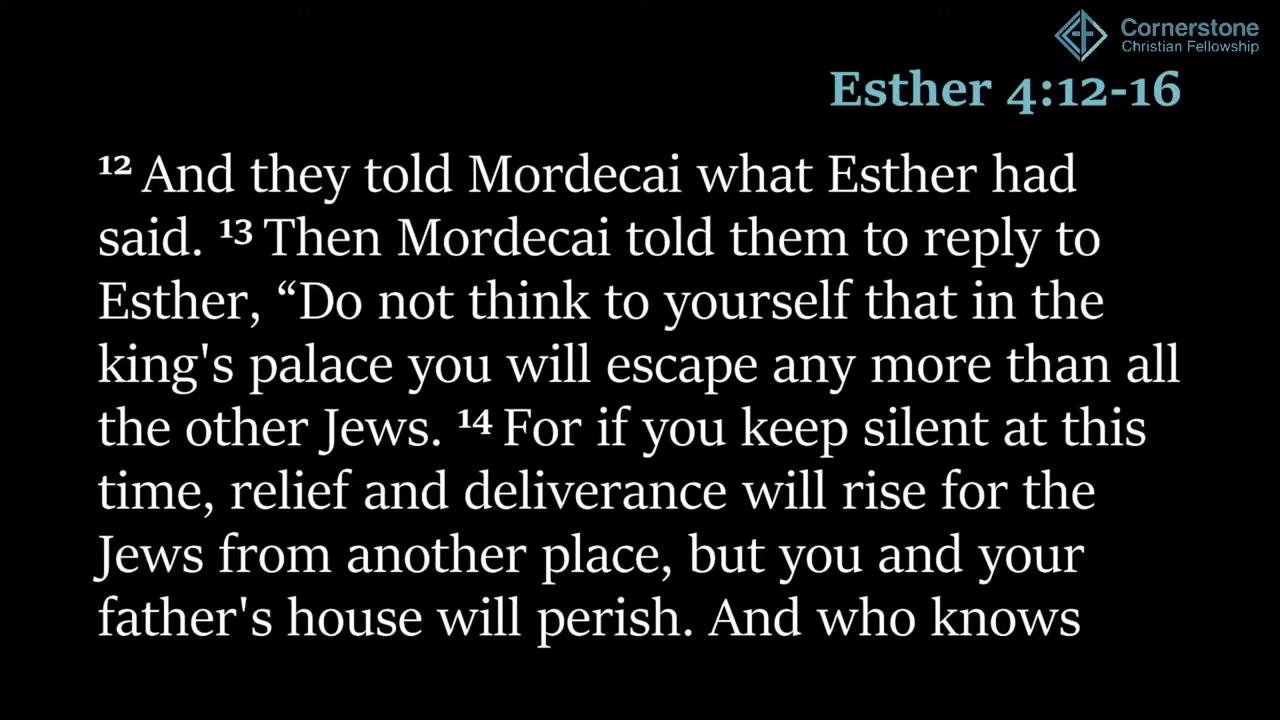 Cornerstone
Christian Fellowship
Esther 4:12-16
12 And they told Mordecai what Esther had
said. 13 Then Mordecai told them to reply to
Esther, “Do not think to yourself that in the
king's palace you will escape any more than all
the other Jews. 14 For if you keep silent at this
time, relief and deliverance will rise for the
Jews from another place, but you and your
father's house will perish. And who knows